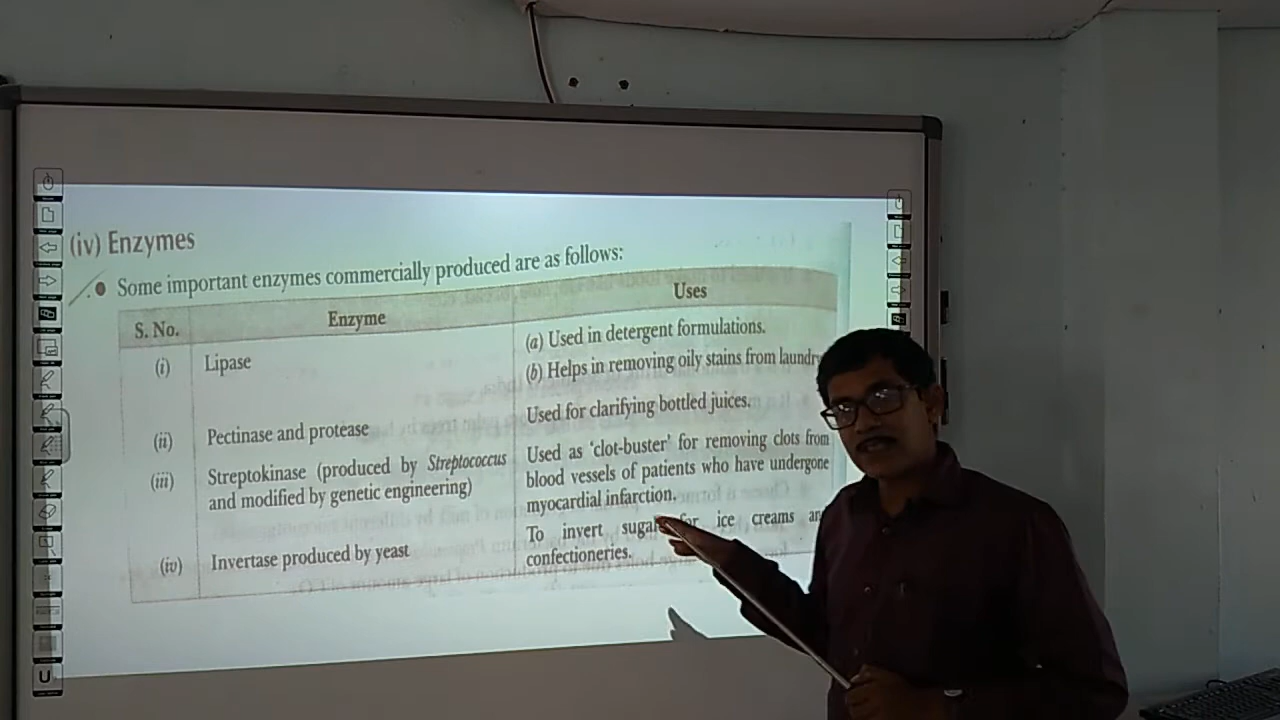 (iv) Enzymes
Some important enzymes commercially produced are as follows:
S. No. Enzyme Uses
(i) Lipase (a) Used in detergent formulations.
(b) Helps in removing oily stains from laundry
(ii) Pectinase and protease Used for clarifying bottled juices.
(iii) Streptokinase (produced by Streptococcus Used as 'clot-buster' for removing clots from
and modified by genetic engineering) blood vessels of patients who have undergone
myocardial infarction.
(iv) Invertase produced by yeast To invert sugar for ice creams
confectioneries.
U